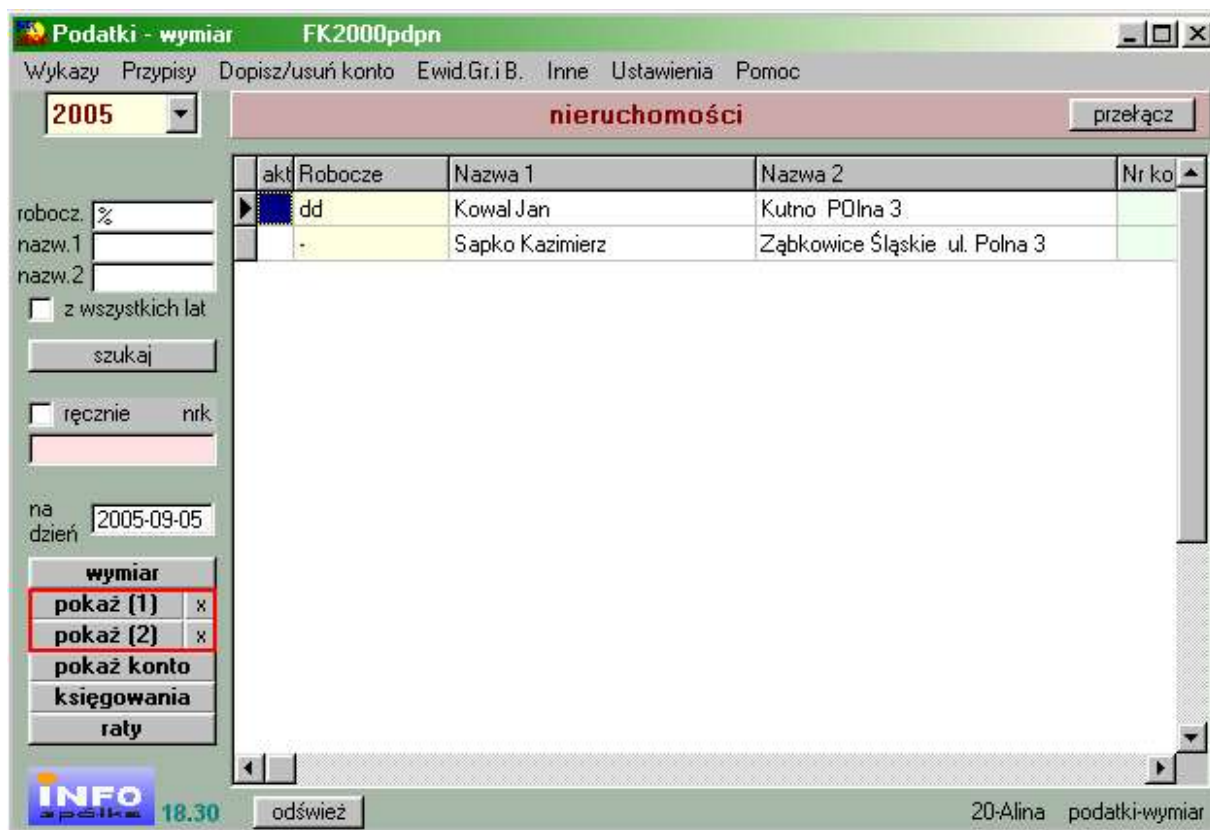 Podatki - wymiar FK2000pdpn
Wykazy Przypisy Dopisz/usuń konto Ewid.Gr.i B. Inne Ustawienia Pomoc
2005 nieruchomości przełącz
akt Robocze Nazwa 1 Nazwa 2 Nr ko
dd Kowal Jan Kutno POlna 3
- Sapko Kazimierz Ząbkowice Śląskie ul. Polna 3
robocz. %
nazw.1
nazw.2
z wszystkich lat
szukaj
ręcznie nrk
na
dzień 2005-09-05
wymiar
pokaż (1) x
pokaż (2) x
pokaż konto
księgowania
raty
INFO
spółka 18.30 odśwież 20-Alina podatki-wymiar